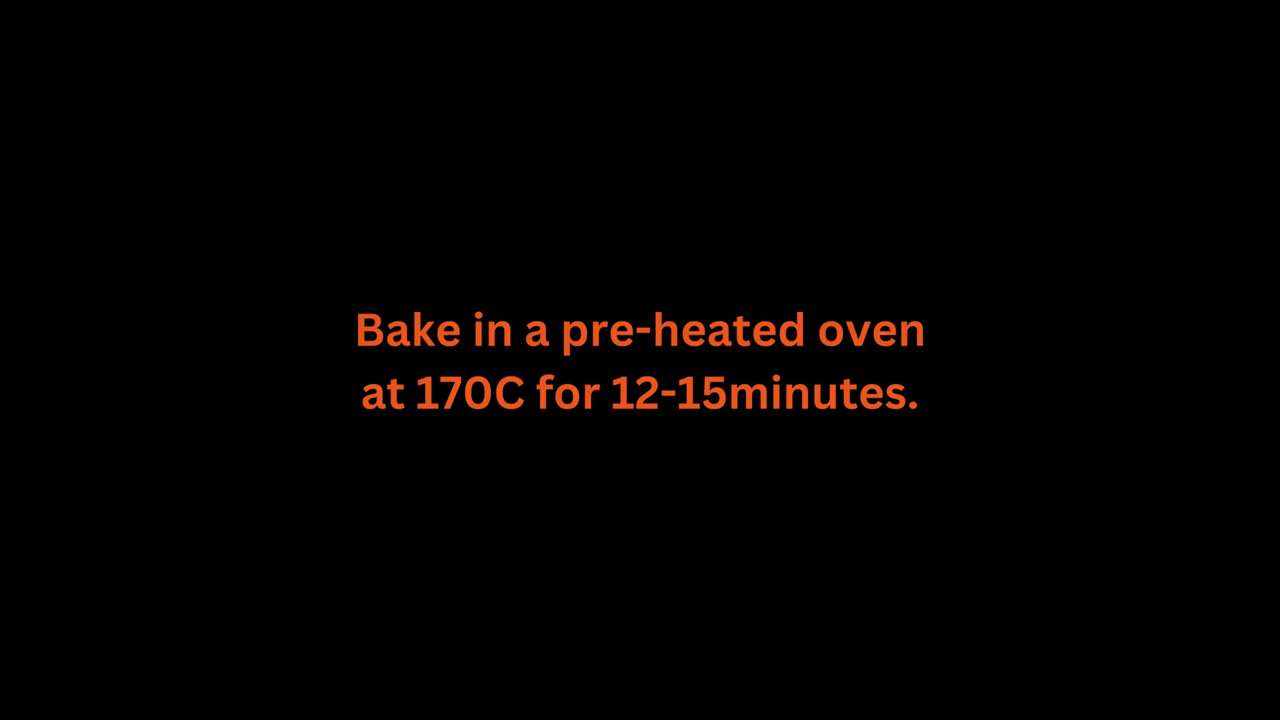 Bake in a pre-heated oven
at 170C for 12-15minutes.